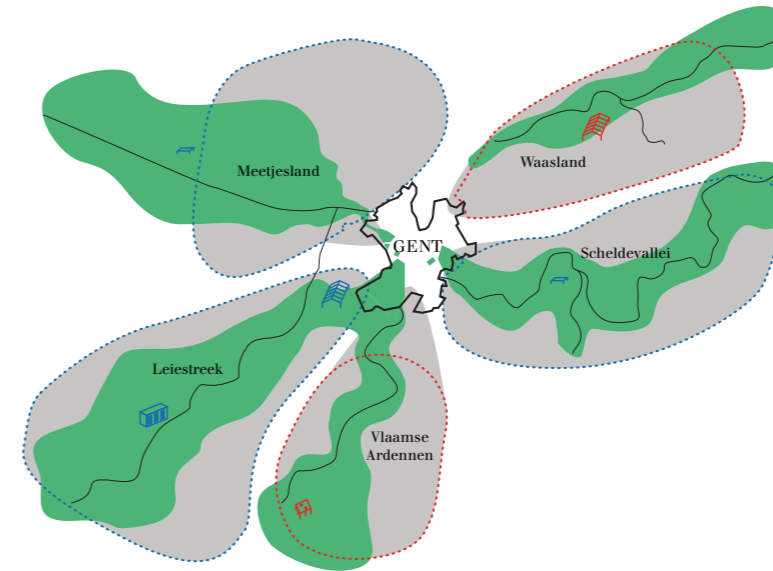 Meetjesland
Waasland
GENT
Scheldevallei
Leiestreek
Vlaamse
Ardennen